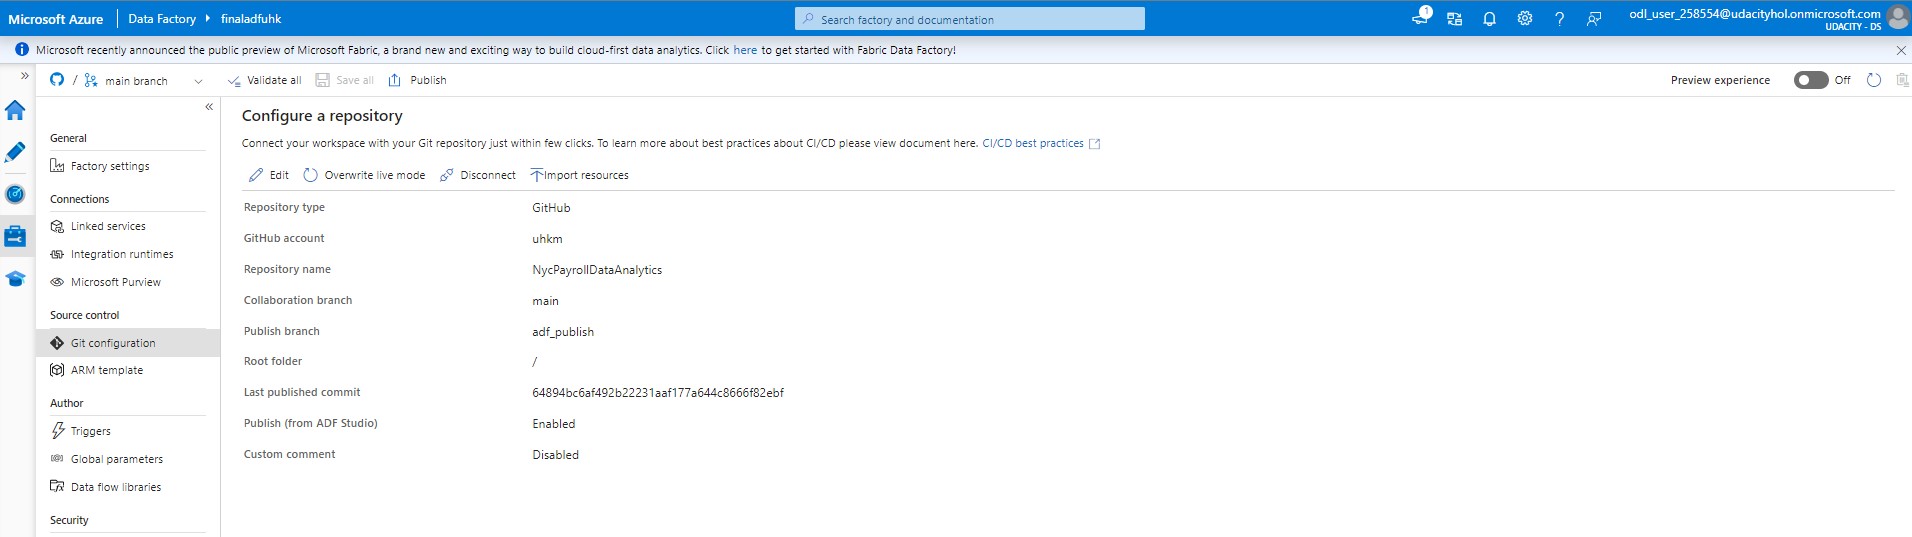 Microsoft Azure Data Factory finaladfuhk Search factory and documentation 1 ? odl_user_258554@udacityhol.onmicrosoft.com
UDACITY - DS
Microsoft recently announced the public preview of Microsoft Fabric, a brand new and exciting way to build cloud-first data analytics. Click here to get started with Fabric Data Factory!
/ main branch Validate all Save all Publish Preview experience Off
General
Factory settings
Connections
Linked services
Integration runtimes
Microsoft Purview
Source control
Git configuration
ARM template
Author
Triggers
Global parameters
Data flow libraries
Security
Configure a repository
Connect your workspace with your Git repository just within few clicks. To learn more about best practices about CI/CD please view document here. CI/CD best practices
Edit Overwrite live mode Disconnect Import resources
Repository type GitHub
GitHub account uhkm
Repository name NycPayrollDataAnalytics
Collaboration branch main
Publish branch adf_publish
Root folder /
Last published commit 64894bc6af492b22231aaf177a644c8666f82ebf
Publish (from ADF Studio) Enabled
Custom comment Disabled